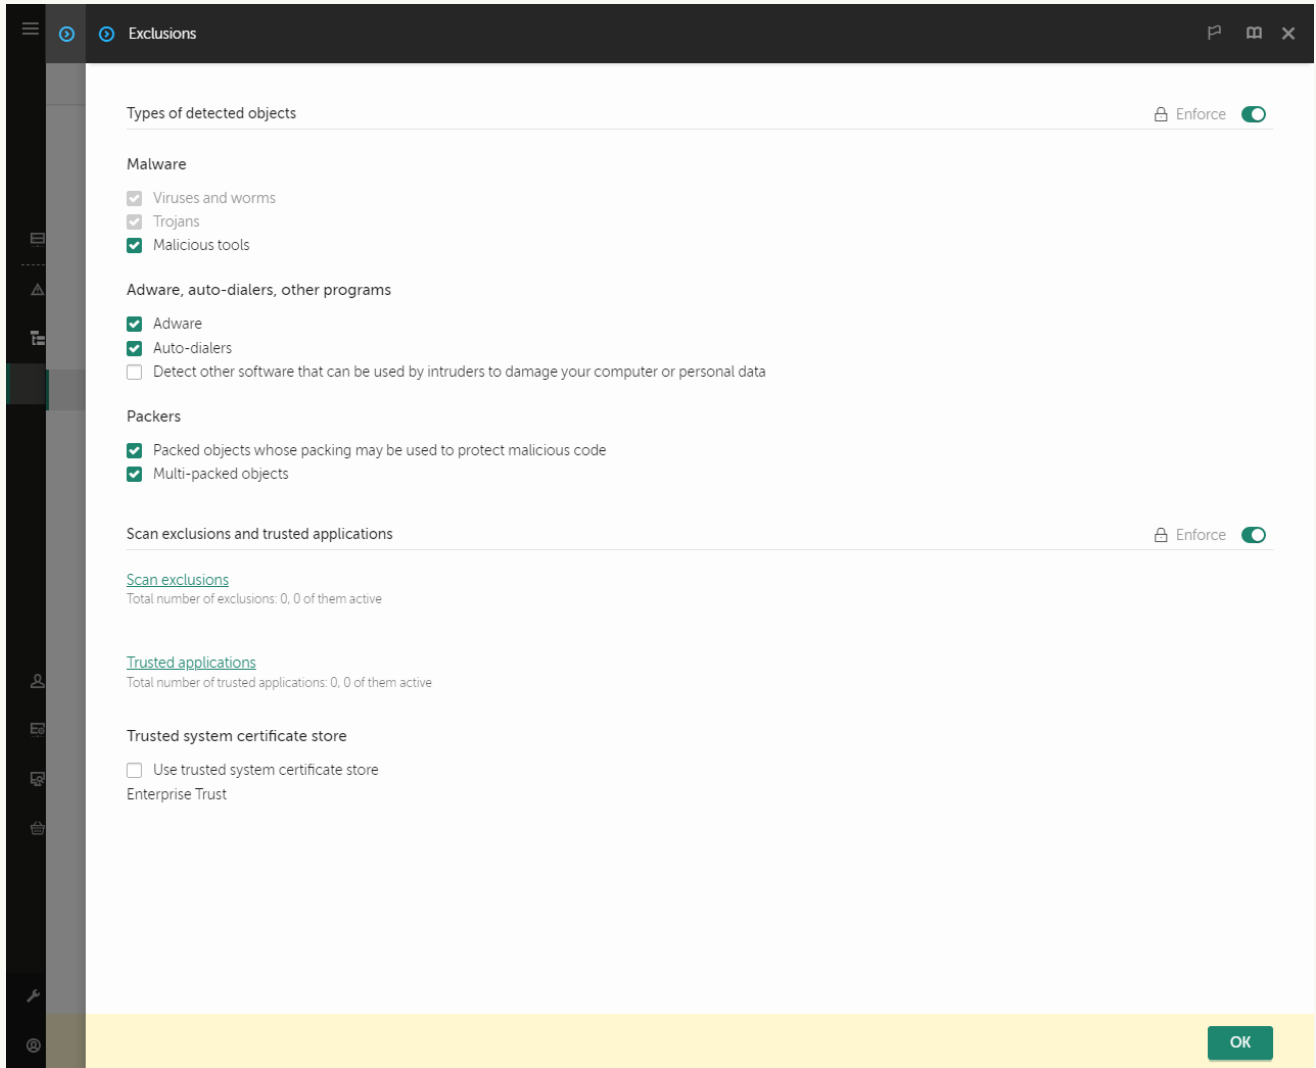 Exclusions
Types of detected objects
Enforce
Malware
Viruses and worms
Trojans
Malicious tools
Adware, auto-dialers, other programs
Adware
Auto-dialers
Detect other software that can be used by intruders to damage your computer or personal data
Packers
Packed objects whose packing may be used to protect malicious code
Multi-packed objects
Scan exclusions and trusted applications
Enforce
Scan exclusions
Total number of exclusions: 0, 0 of them active
Trusted applications
Total number of trusted applications: 0, 0 of them active
Trusted system certificate store
Use trusted system certificate store
Enterprise Trust
OK